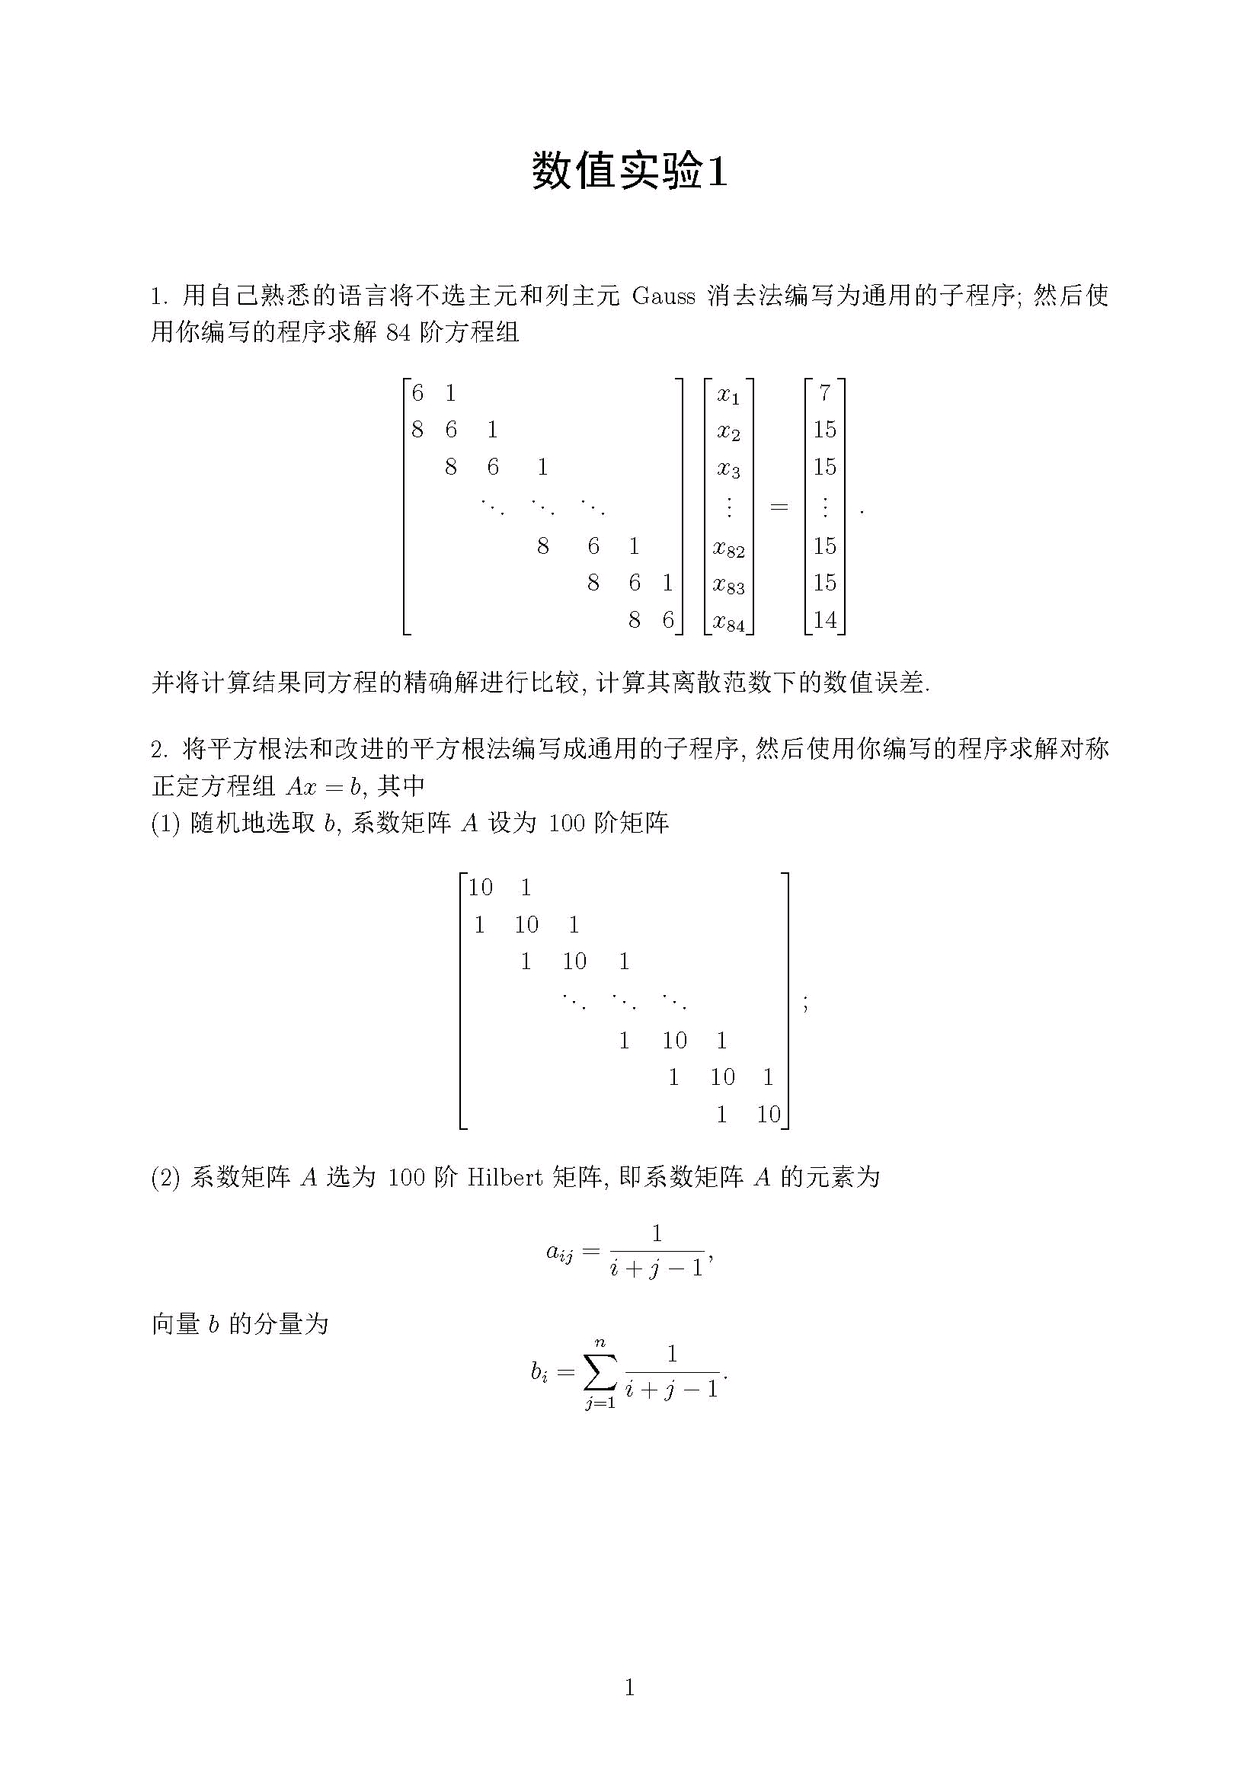 数值实验1
1. 用自己熟悉的语言将不选主元和列主元 Gauss 消去法编写为通用的子程序; 然后使
用你编写的程序求解 84 阶方程组
6 1 x₁ 7
8 6 1 x₂ 15
8 6 1 x₃ 15
⋱ ⋱ ⋱ ⋮ = ⋮ .
8 6 1 x₈₂ 15
8 6 1 x₈₃ 15
8 6 x₈₄ 14
并将计算结果同方程的精确解进行比较, 计算其离散范数下的数值误差.
2. 将平方根法和改进的平方根法编写成通用的子程序, 然后使用你编写的程序求解对称
正定方程组 Ax = b, 其中
(1) 随机地选取 b, 系数矩阵 A 设为 100 阶矩阵
10 1
1 10 1
1 10 1
⋱ ⋱ ⋱ ;
1 10 1
1 10 1
1 10
(2) 系数矩阵 A 选为 100 阶 Hilbert 矩阵, 即系数矩阵 A 的元素为
aᵢⱼ = 1/(i + j − 1),
向量 b 的分量为
bᵢ = ∑ⱼ₌₁ⁿ 1/(i + j − 1).
1